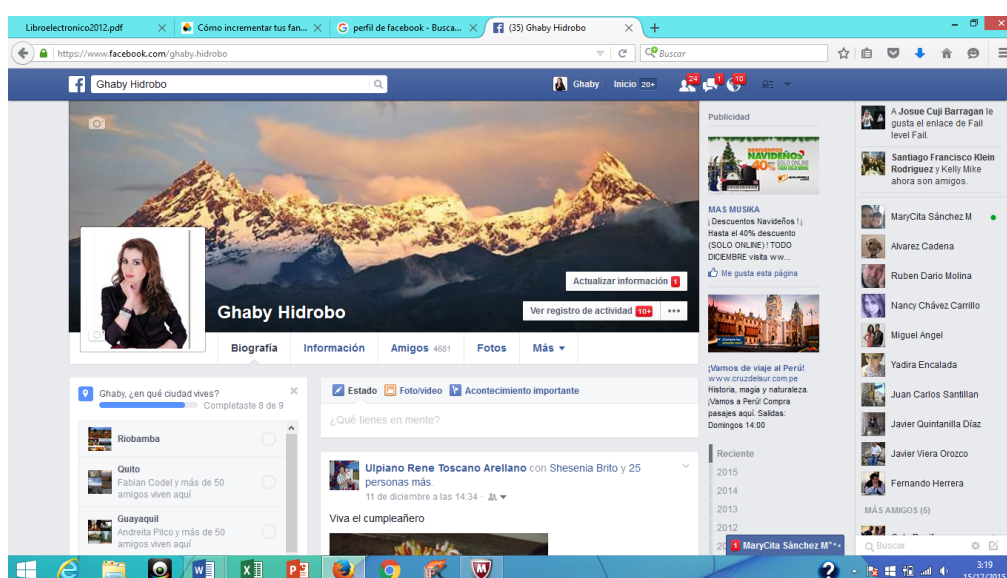 Libroelectronico2012.pdf
Cómo incrementar tus fan...
perfil de facebook - Busca...
(35) Ghaby Hidrobo
https://www.facebook.com/ghaby.hidrobo
Buscar
Ghaby Hidrobo
Ghaby
Inicio 20+
24
1
10
Actualizar información 1
Ghaby Hidrobo
Ver registro de actividad 10+
Biografía
Información
Amigos 4681
Fotos
Más
Ghaby, ¿en qué ciudad vives?
Completaste 8 de 9
Riobamba
Quito
Fabian Codel y más de 50
amigos viven aquí
Guayaquil
Andreita Pilco y más de 50
amigos viven aquí
Estado
Foto/video
Acontecimiento importante
¿Qué tienes en mente?
Ulpiano Rene Toscano Arellano con Shesenia Brito y 25
personas más.
11 de diciembre a las 14:34 ·
Viva el cumpleañero
Publicidad
DESCUENTOS
NAVIDEÑOS
40% SOLO ONLINE
TODO DICIEMBRE
MAS MUSIKA
¡ Descuentos Navideños ! ¡
Hasta el 40% descuento
(SOLO ONLINE) ! TODO
DICIEMBRE visita ww...
Me gusta esta página
¡Vamos de viaje al Perú!
www.cruzdelsur.com.pe
Historia, magia y naturaleza.
¡Vamos a Perú! Compra
pasajes aquí. Salidas:
Domingos 14:00
Reciente
2015
2014
2013
2012
A Josue Cuji Barragan le
gusta el enlace de Fail
level Fail.
Santiago Francisco Klein
Rodriguez y Kelly Mike
ahora son amigos.
MaryCita Sánchez M
Alvarez Cadena
Ruben Dario Molina
Nancy Chávez Carrillo
Miguel Angel
Yadira Encalada
Juan Carlos Santillan
Javier Quintanilla Díaz
Javier Viera Orozco
Fernando Herrera
MÁS AMIGOS (5)
1 MaryCita Sánchez M
Buscar
3:19
15/12/2015